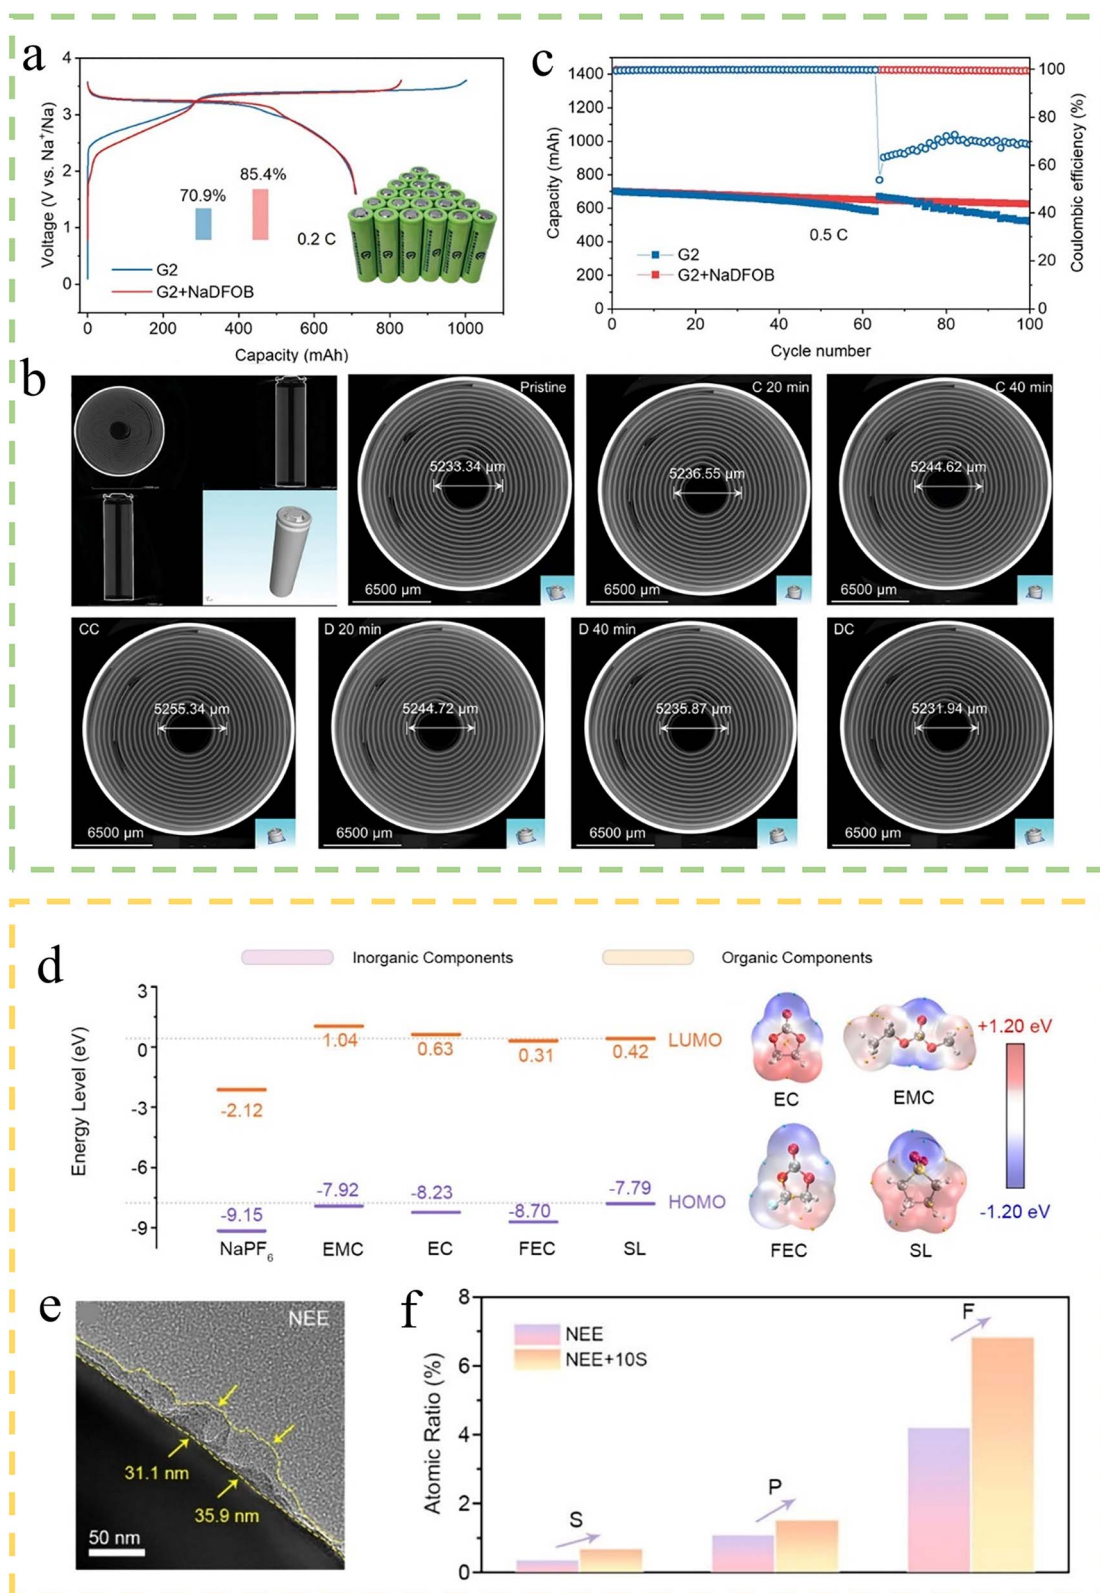 a
4
3
2
1
0
Voltage (V vs. Na⁺/Na)
70.9%
85.4%
0.2 C
G2
G2+NaDFOB
0 200 400 600 800 1000
Capacity (mAh)
c
1400
1200
1000
800
600
400
200
0
Capacity (mAh)
100
80
60
40
20
0
Coulombic efficiency (%)
0.5 C
G2
G2+NaDFOB
0 20 40 60 80 100
Cycle number
b
Pristine
5233.34 µm
6500 µm
C 20 min
5236.55 µm
6500 µm
C 40 min
5244.62 µm
6500 µm
CC
5255.34 µm
6500 µm
D 20 min
5244.72 µm
6500 µm
D 40 min
5235.87 µm
6500 µm
DC
5231.94 µm
6500 µm
d
Inorganic Components
Organic Components
Energy Level (eV)
3
0
-3
-6
-9
-2.12
1.04
0.63
0.31
0.42
LUMO
-9.15
-7.92
-8.23
-8.70
-7.79
HOMO
NaPF₆ EMC EC FEC SL
EC
EMC
FEC
SL
+1.20 eV
-1.20 eV
e
NEE
31.1 nm
35.9 nm
50 nm
f
8
6
4
2
0
Atomic Ratio (%)
NEE
NEE+10S
S
P
F